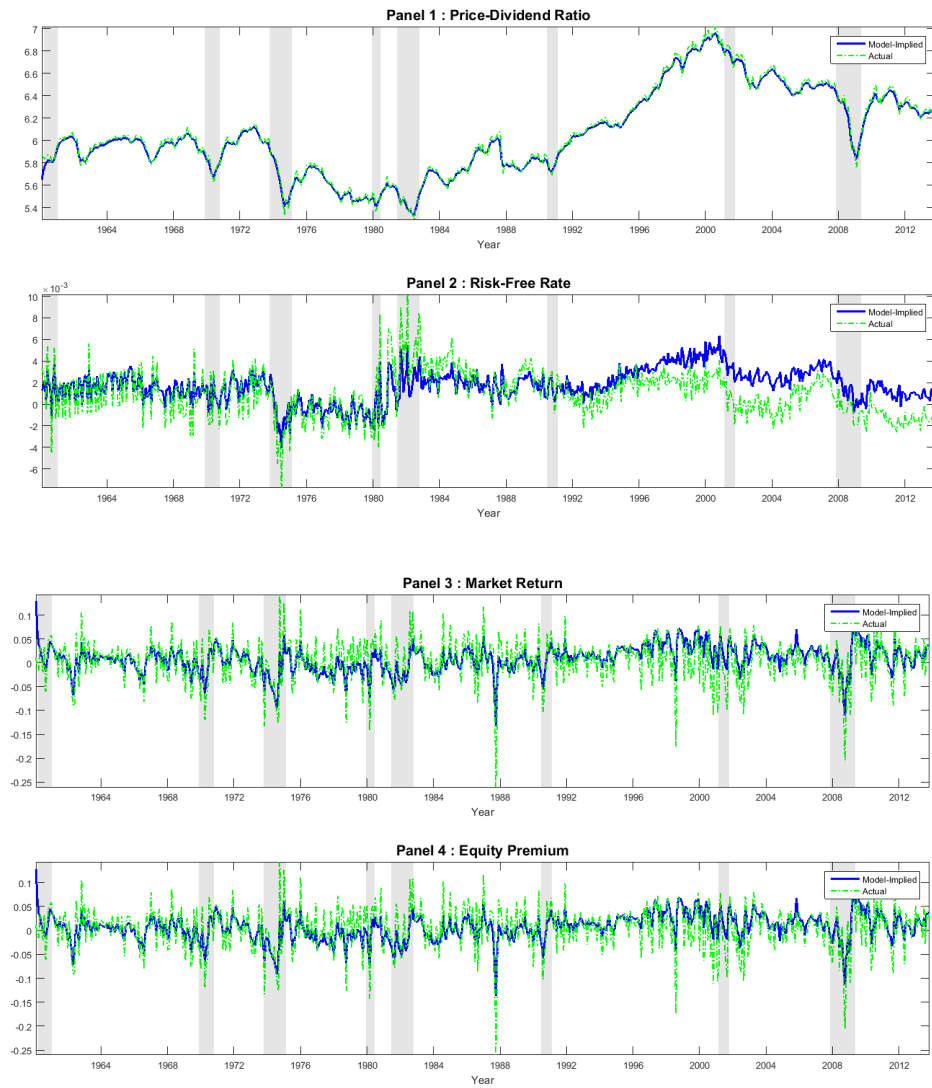 Panel 1 : Price-Dividend Ratio
7
6.8
6.6
6.4
6.2
6
5.8
5.6
5.4
Model-Implied
Actual
1964 1968 1972 1976 1980 1984 1988 1992 1996 2000 2004 2008 2012
Year
Panel 2 : Risk-Free Rate
× 10⁻³
10
8
6
4
2
0
-2
-4
-6
Model-Implied
Actual
1964 1968 1972 1976 1980 1984 1988 1992 1996 2000 2004 2008 2012
Year
Panel 3 : Market Return
0.1
0.05
0
-0.05
-0.1
-0.15
-0.2
-0.25
Model-Implied
Actual
1964 1968 1972 1976 1980 1984 1988 1992 1996 2000 2004 2008 2012
Year
Panel 4 : Equity Premium
0.1
0.05
0
-0.05
-0.1
-0.15
-0.2
-0.25
Model-Implied
Actual
1964 1968 1972 1976 1980 1984 1988 1992 1996 2000 2004 2008 2012
Year